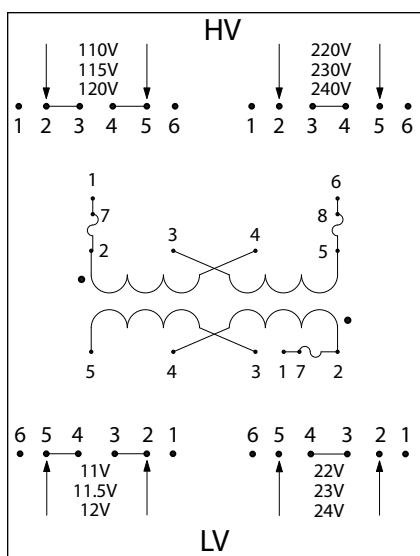 HV
110V 220V
115V 230V
120V 240V
1 2 3 4 5 6 1 2 3 4 5 6
1 6
7 8
2 3 4 5
5 4 3 1 7 2
6 5 4 3 2 1 6 5 4 3 2 1
11V 22V
11.5V 23V
12V 24V
LV